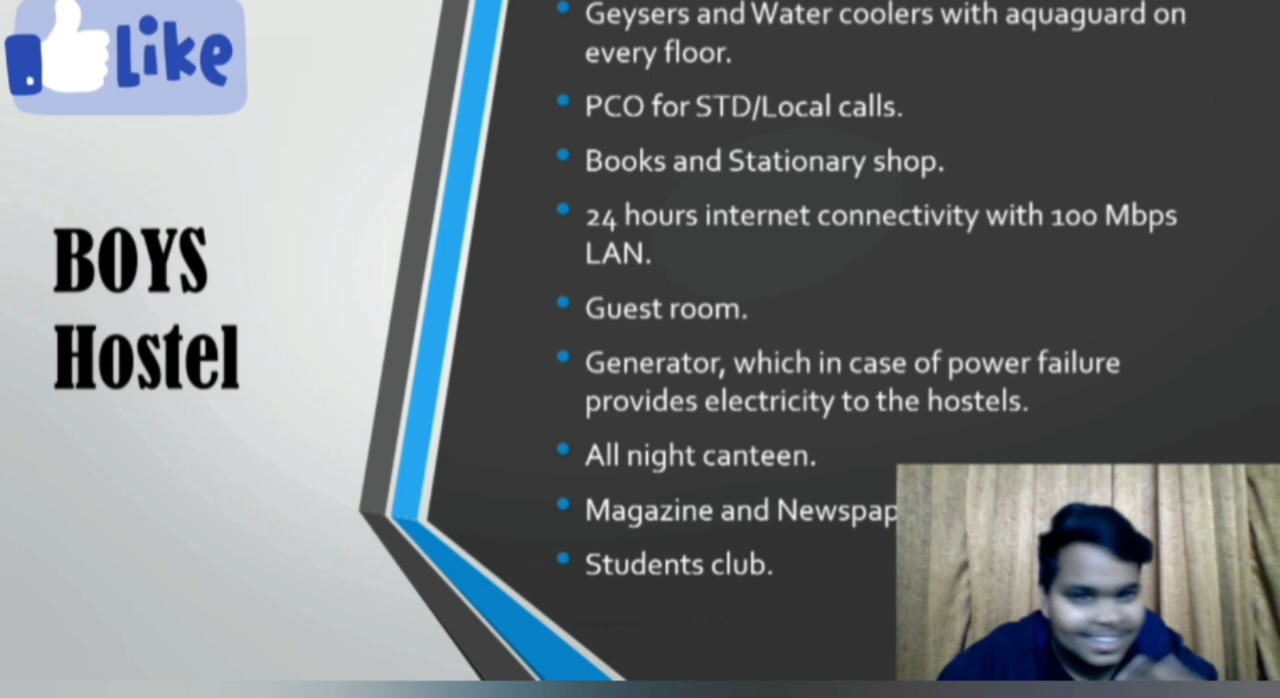 Like
BOYS
Hostel
Geysers and Water coolers with aquaguard on
every floor.
PCO for STD/Local calls.
Books and Stationary shop.
24 hours internet connectivity with 100 Mbps
LAN.
Guest room.
Generator, which in case of power failure
provides electricity to the hostels.
All night canteen.
Magazine and
Students club.